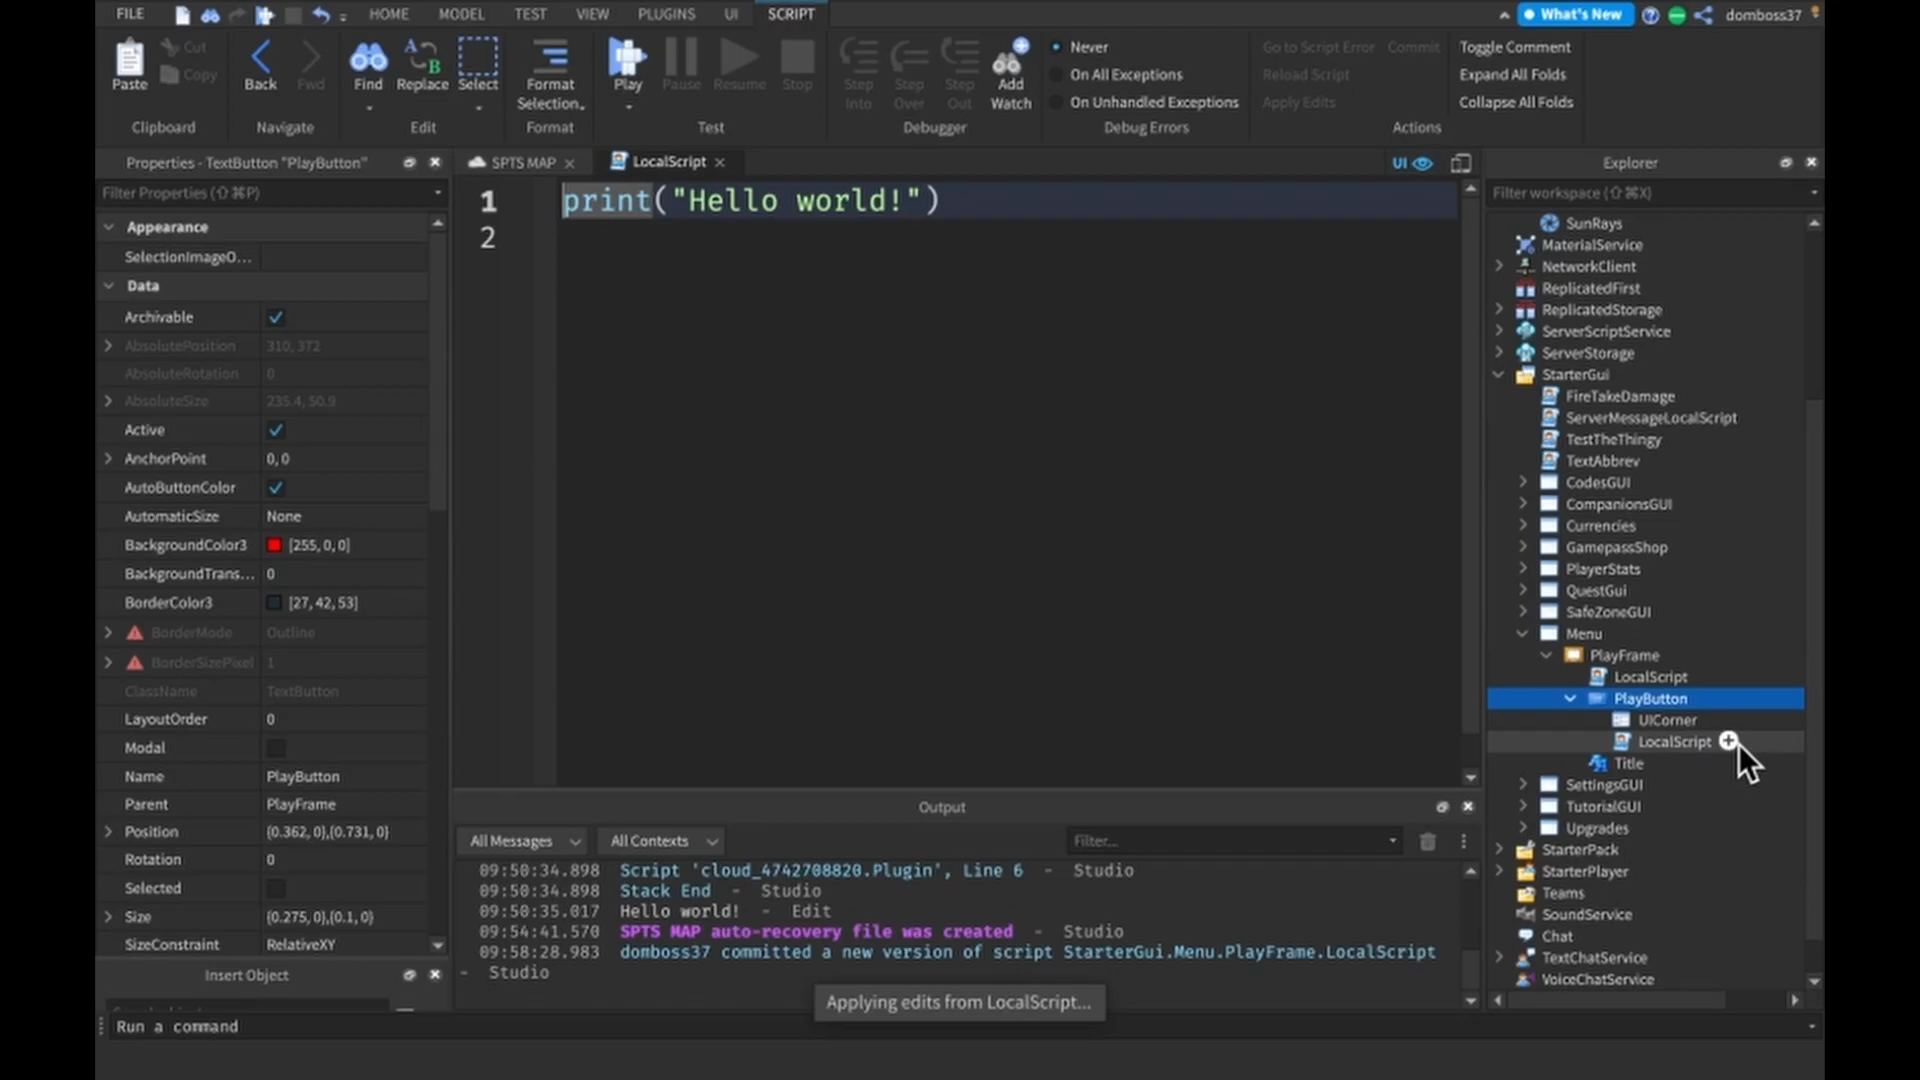 FILE HOME MODEL TEST VIEW PLUGINS UI SCRIPT What's New domboss37
Paste Cut Copy Clipboard
Back Fwd Navigate
Find Replace Select Edit
Format Selection... Format
Play Pause Resume Stop Test
Step Into Step Over Step Out Add Watch Debugger
Never
On All Exceptions
On Unhandled Exceptions
Debug Errors
Go to Script Error Commit Toggle Comment
Reload Script Expand All Folds
Apply Edits Collapse All Folds
Actions
Properties - TextButton "PlayButton"
Filter Properties (⇧⌘P)
Appearance
SelectionImageO...
Data
Archivable
AbsolutePosition 310, 372
AbsoluteRotation 0
AbsoluteSize 235.4, 50.9
Active
AnchorPoint 0, 0
AutoButtonColor
AutomaticSize None
BackgroundColor3 [255, 0, 0]
BackgroundTrans... 0
BorderColor3 [27, 42, 53]
BorderMode Outline
BorderSizePixel 1
ClassName TextButton
LayoutOrder 0
Modal
Name PlayButton
Parent PlayFrame
Position {0.362, 0},{0.731, 0}
Rotation 0
Selected
Size {0.275, 0},{0.1, 0}
SizeConstraint RelativeXY
Insert Object
SPTS MAP LocalScript UI
1 print("Hello world!")
2
Output
All Messages All Contexts Filter...
09:50:34.898 Script 'cloud_4742708820.Plugin', Line 6 - Studio
09:50:34.898 Stack End - Studio
09:50:35.017 Hello world! - Edit
09:54:41.570 SPTS MAP auto-recovery file was created - Studio
09:58:28.983 domboss37 committed a new version of script StarterGui.Menu.PlayFrame.LocalScript
- Studio
Applying edits from LocalScript...
Explorer
Filter workspace (⇧⌘X)
SunRays
MaterialService
NetworkClient
ReplicatedFirst
ReplicatedStorage
ServerScriptService
ServerStorage
StarterGui
FireTakeDamage
ServerMessageLocalScript
TestTheThingy
TextAbbrev
CodesGUI
CompanionsGUI
Currencies
GamepassShop
PlayerStats
QuestGui
SafeZoneGUI
Menu
PlayFrame
LocalScript
PlayButton
UICorner
LocalScript
Title
SettingsGUI
TutorialGUI
Upgrades
StarterPack
StarterPlayer
Teams
SoundService
Chat
TextChatService
VoiceChatService
Run a command